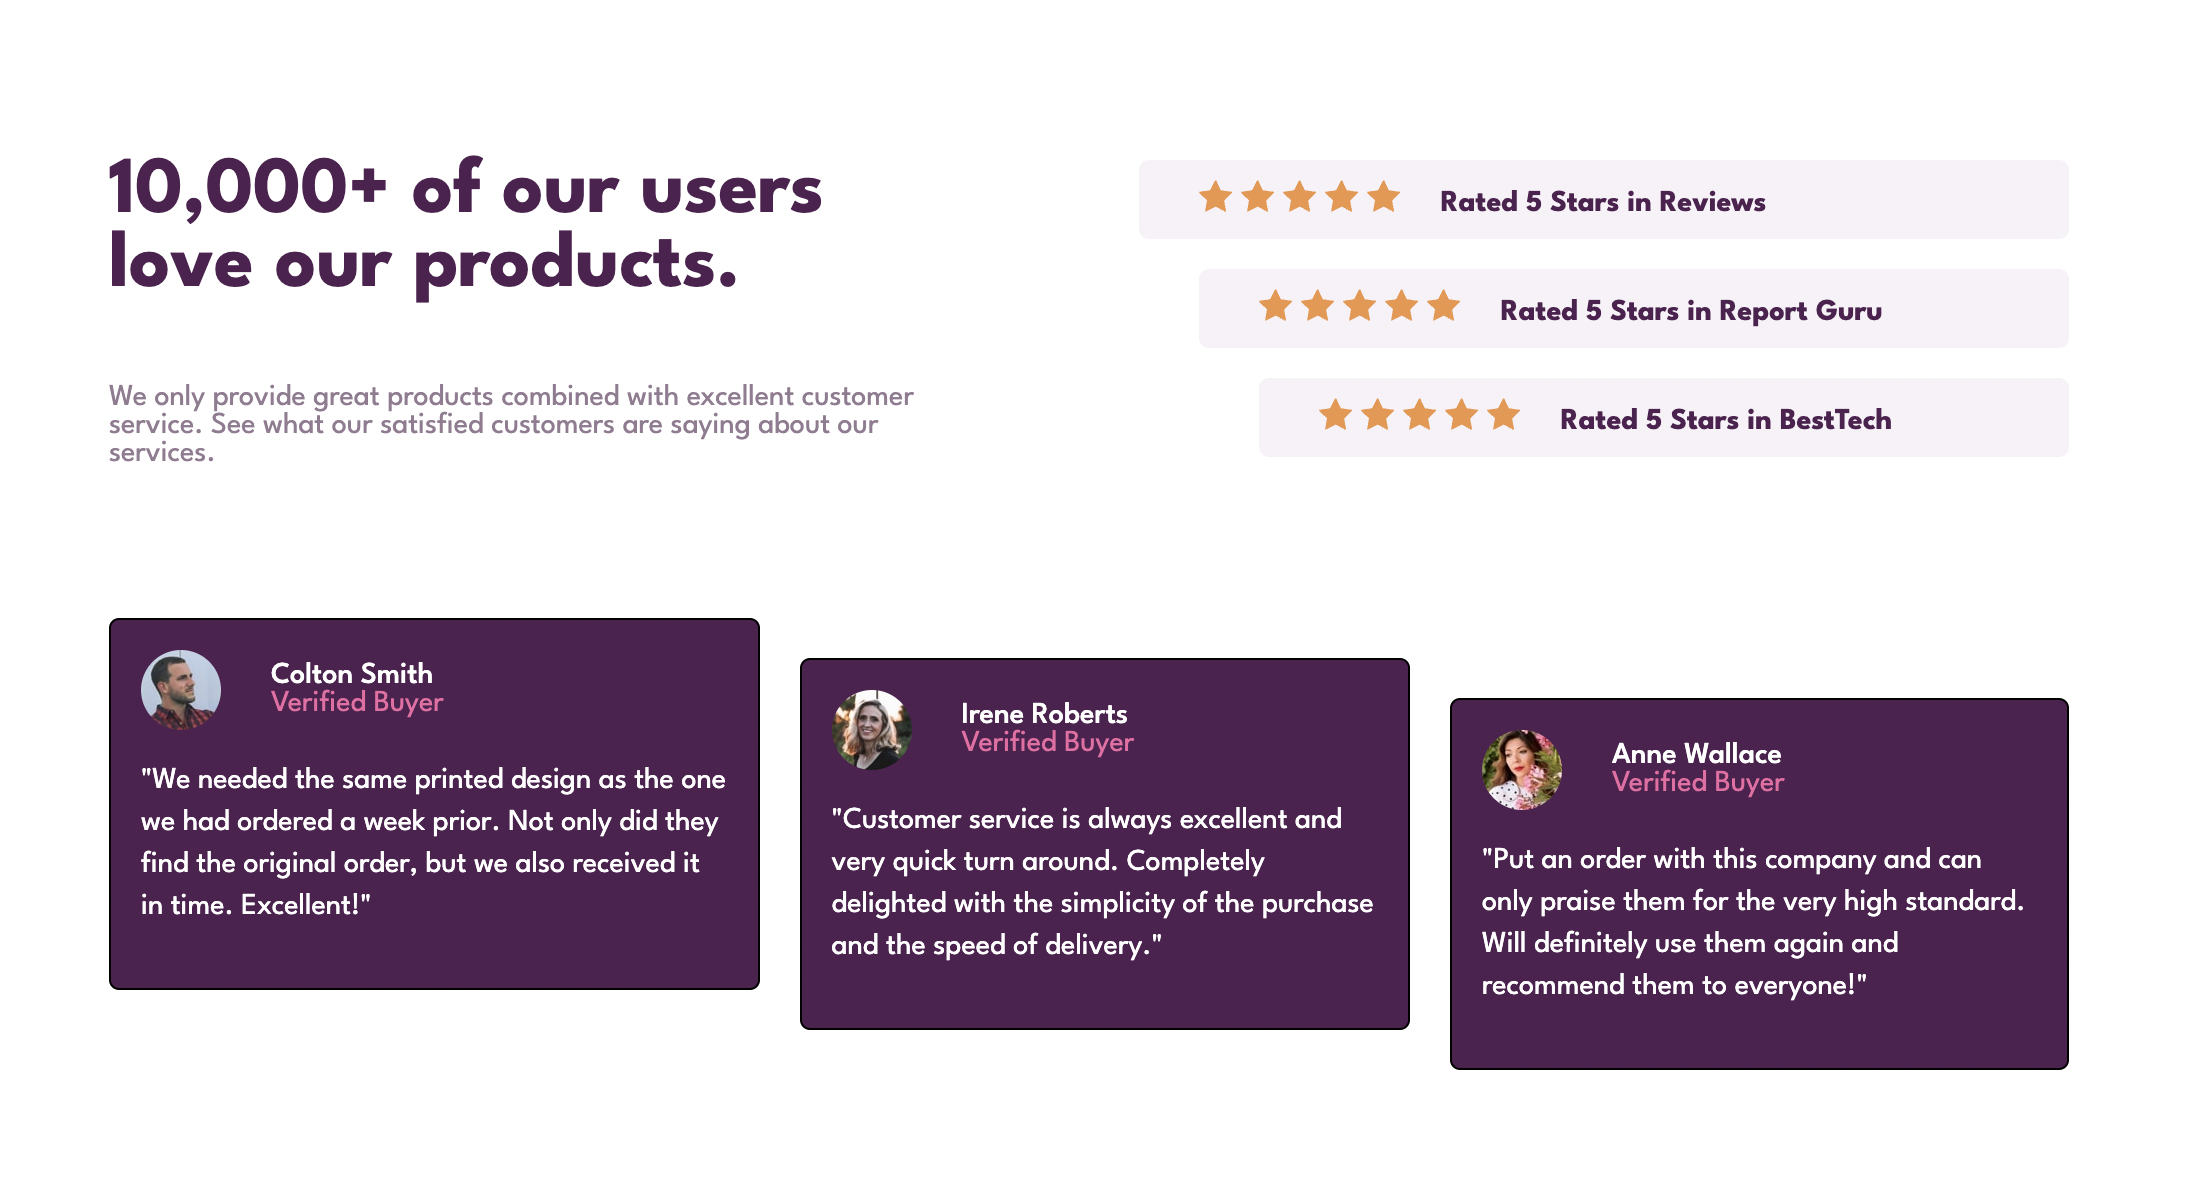 10,000+ of our users
love our products.
We only provide great products combined with excellent customer
service. See what our satisfied customers are saying about our
services.
Rated 5 Stars in Reviews
Rated 5 Stars in Report Guru
Rated 5 Stars in BestTech
Colton Smith
Verified Buyer
"We needed the same printed design as the one
we had ordered a week prior. Not only did they
find the original order, but we also received it
in time. Excellent!"
Irene Roberts
Verified Buyer
"Customer service is always excellent and
very quick turn around. Completely
delighted with the simplicity of the purchase
and the speed of delivery."
Anne Wallace
Verified Buyer
"Put an order with this company and can
only praise them for the very high standard.
Will definitely use them again and
recommend them to everyone!"